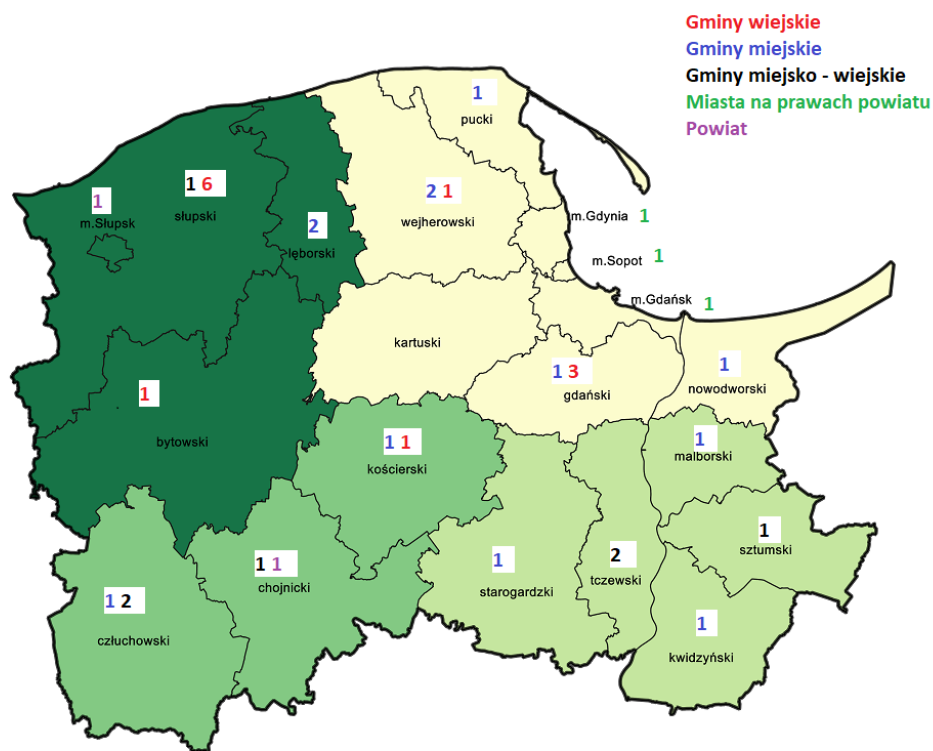 Gminy wiejskie
Gminy miejskie
Gminy miejsko - wiejskie
Miasta na prawach powiatu
Powiat
1
pucki
1 6
słupski
1
m.Słupsk
2
lęborski
2 1
wejherowski
m.Gdynia 1
m.Sopot 1
m.Gdańsk 1
kartuski
1 3
gdański
1
nowodworski
1
bytowski
1 1
kościerski
1
malborski
1
sztumski
1 1
chojnicki
1
starogardzki
2
tczewski
1 2
człuchowski
1
kwidzyński